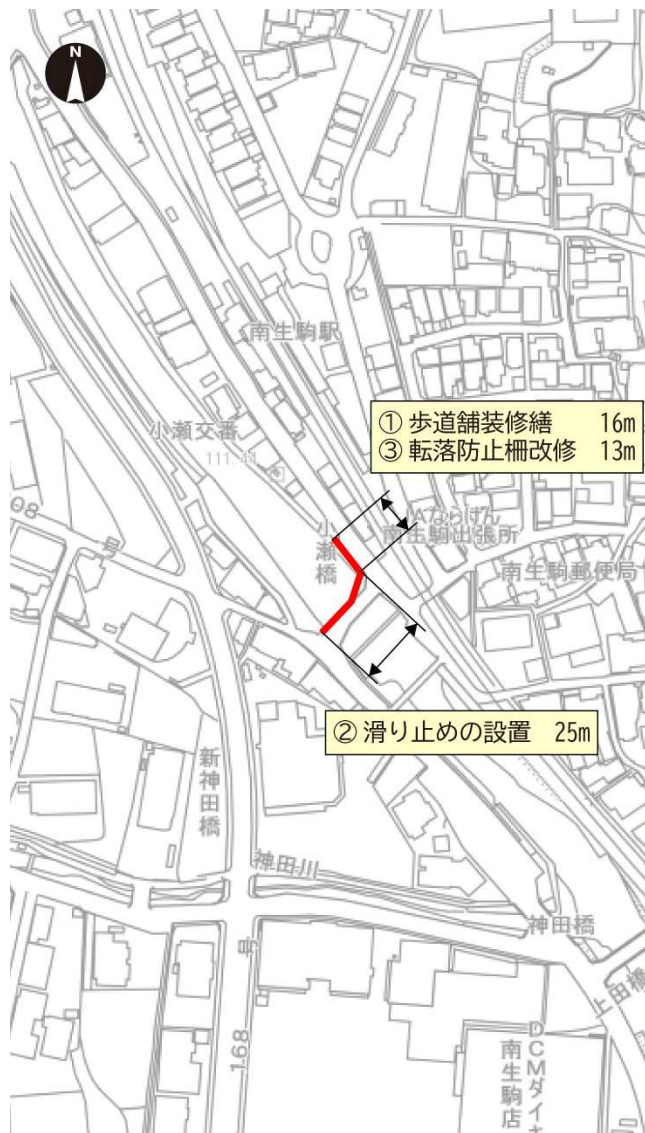 N
南生駒駅
① 歩道舗装修繕 16m
③ 転落防止柵改修 13m
小瀬交番
111.44
小瀬橋
JAならけん
南生駒出張所
南生駒郵便局
号
② 滑り止めの設置 25m
新神田橋
神田川
神田橋
上田橋
号
168
DCMダイキ
南生駒店